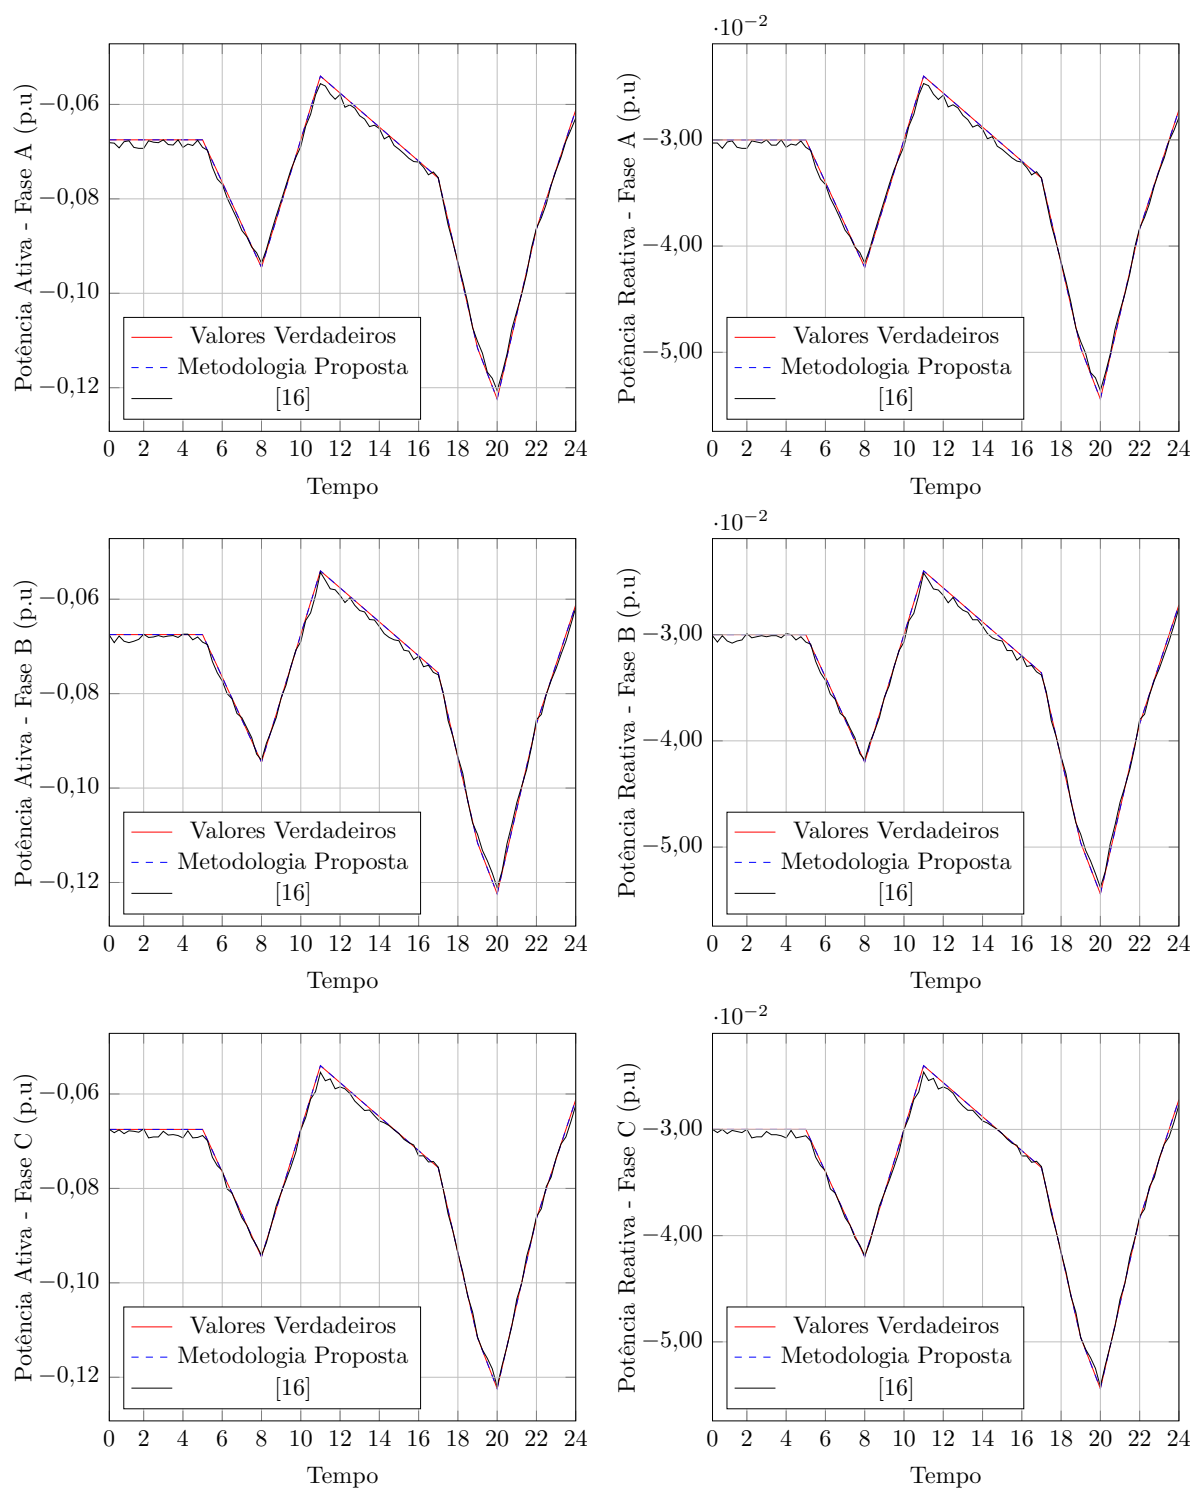 Potência Ativa - Fase A (p.u)
−0,06
−0,08
−0,10
−0,12
Valores Verdadeiros
Metodologia Proposta
[16]
0 2 4 6 8 10 12 14 16 18 20 22 24
Tempo
·10−2
Potência Reativa - Fase A (p.u)
−3,00
−4,00
−5,00
Valores Verdadeiros
Metodologia Proposta
[16]
0 2 4 6 8 10 12 14 16 18 20 22 24
Tempo
Potência Ativa - Fase B (p.u)
−0,06
−0,08
−0,10
−0,12
Valores Verdadeiros
Metodologia Proposta
[16]
0 2 4 6 8 10 12 14 16 18 20 22 24
Tempo
·10−2
Potência Reativa - Fase B (p.u)
−3,00
−4,00
−5,00
Valores Verdadeiros
Metodologia Proposta
[16]
0 2 4 6 8 10 12 14 16 18 20 22 24
Tempo
Potência Ativa - Fase C (p.u)
−0,06
−0,08
−0,10
−0,12
Valores Verdadeiros
Metodologia Proposta
[16]
0 2 4 6 8 10 12 14 16 18 20 22 24
Tempo
·10−2
Potência Reativa - Fase C (p.u)
−3,00
−4,00
−5,00
Valores Verdadeiros
Metodologia Proposta
[16]
0 2 4 6 8 10 12 14 16 18 20 22 24
Tempo